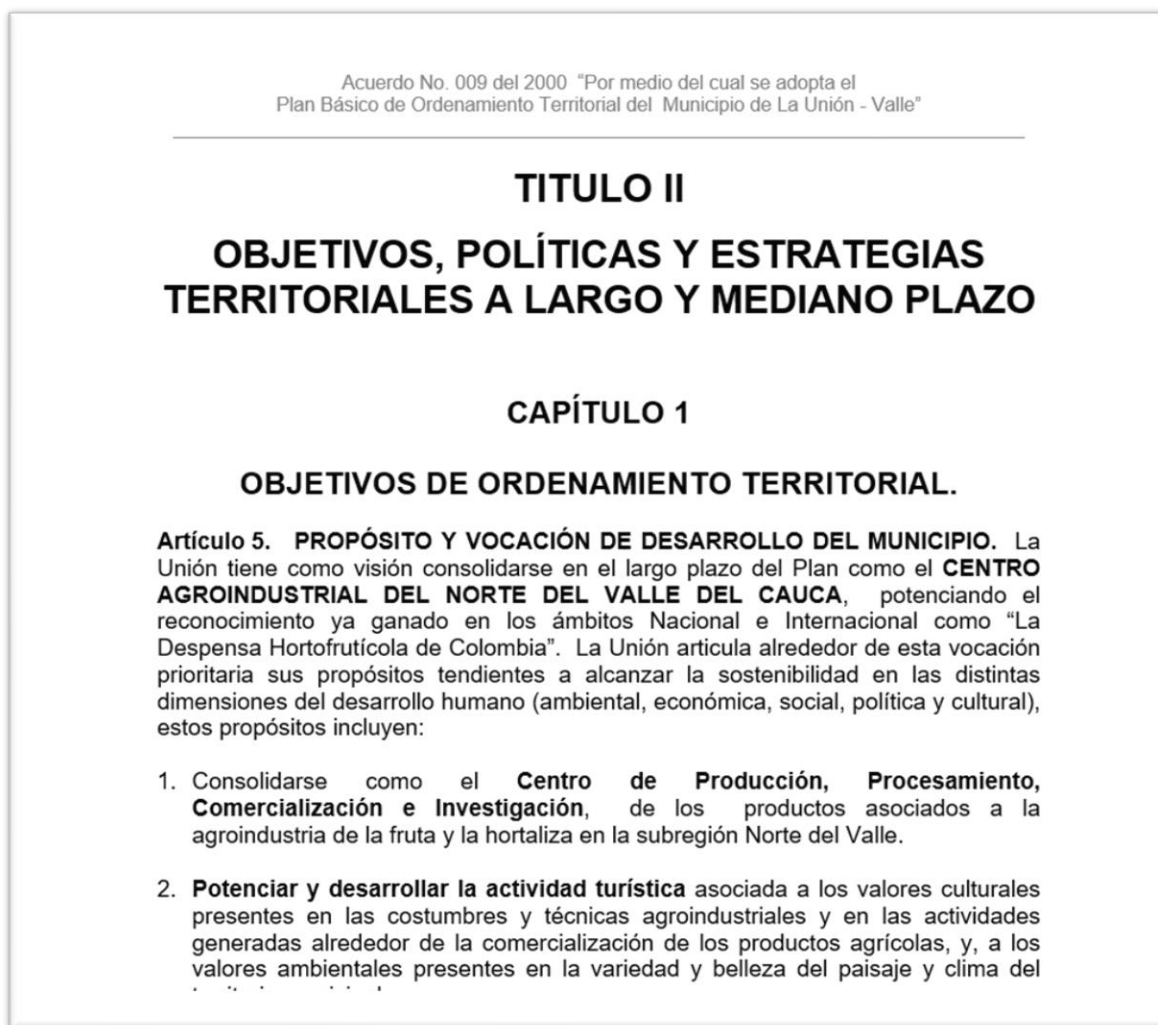 Acuerdo No. 009 del 2000 “Por medio del cual se adopta el
Plan Básico de Ordenamiento Territorial del Municipio de La Unión - Valle”
TITULO II
OBJETIVOS, POLÍTICAS Y ESTRATEGIAS
TERRITORIALES A LARGO Y MEDIANO PLAZO
CAPÍTULO 1
OBJETIVOS DE ORDENAMIENTO TERRITORIAL.
Artículo 5. PROPÓSITO Y VOCACIÓN DE DESARROLLO DEL MUNICIPIO. La
Unión tiene como visión consolidarse en el largo plazo del Plan como el CENTRO
AGROINDUSTRIAL DEL NORTE DEL VALLE DEL CAUCA, potenciando el
reconocimiento ya ganado en los ámbitos Nacional e Internacional como “La
Despensa Hortofrutícola de Colombia”. La Unión articula alrededor de esta vocación
prioritaria sus propósitos tendientes a alcanzar la sostenibilidad en las distintas
dimensiones del desarrollo humano (ambiental, económica, social, política y cultural),
estos propósitos incluyen:
1. Consolidarse como el Centro de Producción, Procesamiento,
Comercialización e Investigación, de los productos asociados a la
agroindustria de la fruta y la hortaliza en la subregión Norte del Valle.
2. Potenciar y desarrollar la actividad turística asociada a los valores culturales
presentes en las costumbres y técnicas agroindustriales y en las actividades
generadas alrededor de la comercialización de los productos agrícolas, y, a los
valores ambientales presentes en la variedad y belleza del paisaje y clima del